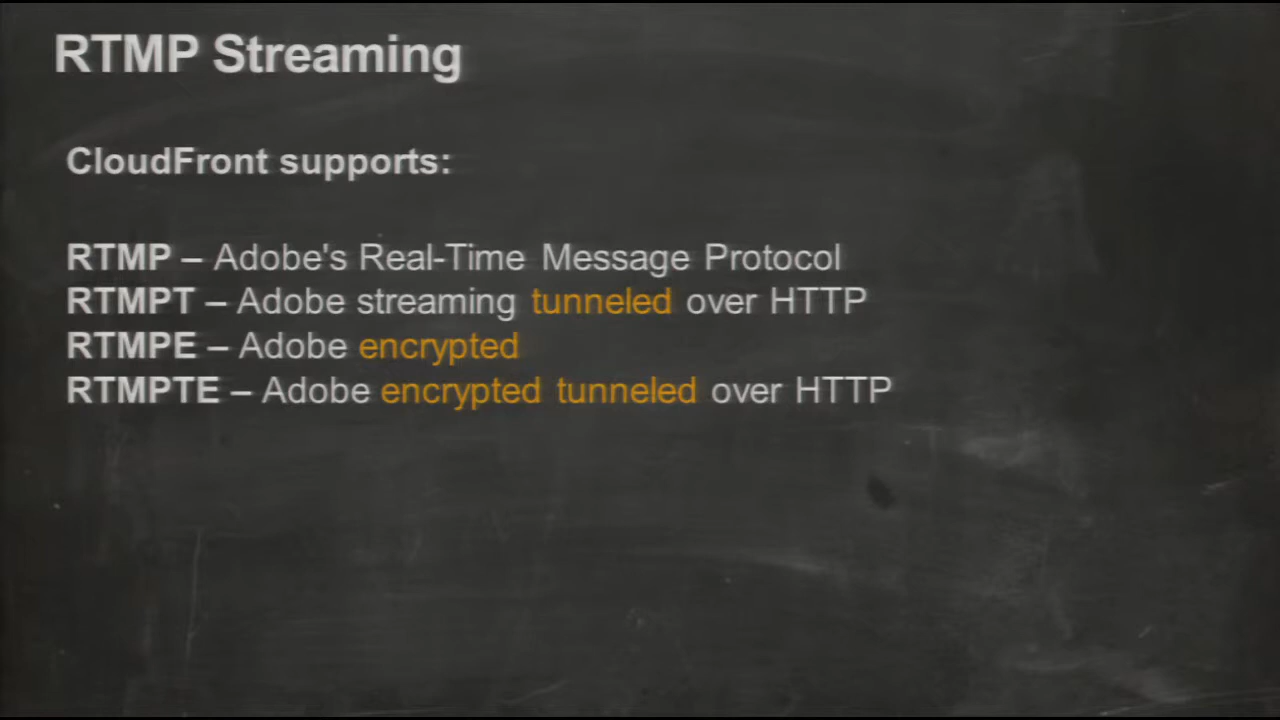 RTMP Streaming
CloudFront supports:
RTMP – Adobe's Real-Time Message Protocol
RTMPT – Adobe streaming tunneled over HTTP
RTMPE – Adobe encrypted
RTMPTE – Adobe encrypted tunneled over HTTP